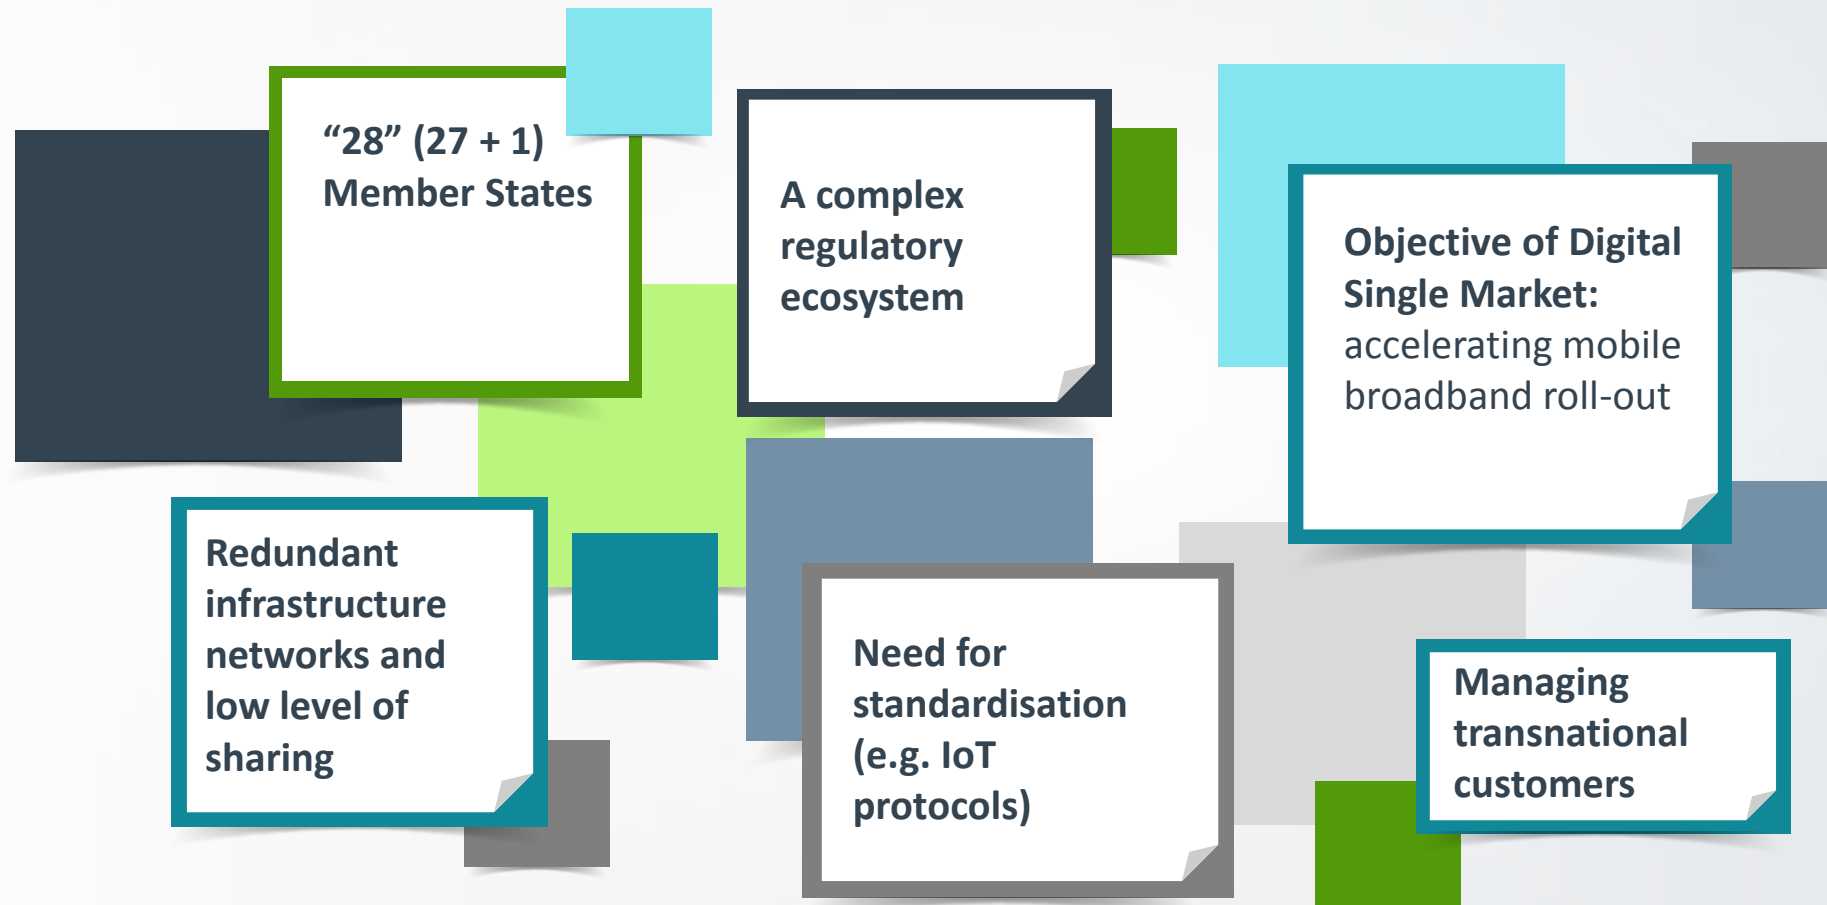 “28” (27 + 1)
Member States
A complex
regulatory
ecosystem
Objective of Digital
Single Market:
accelerating mobile
broadband roll-out
Redundant
infrastructure
networks and
low level of
sharing
Need for
standardisation
(e.g. IoT
protocols)
Managing
transnational
customers